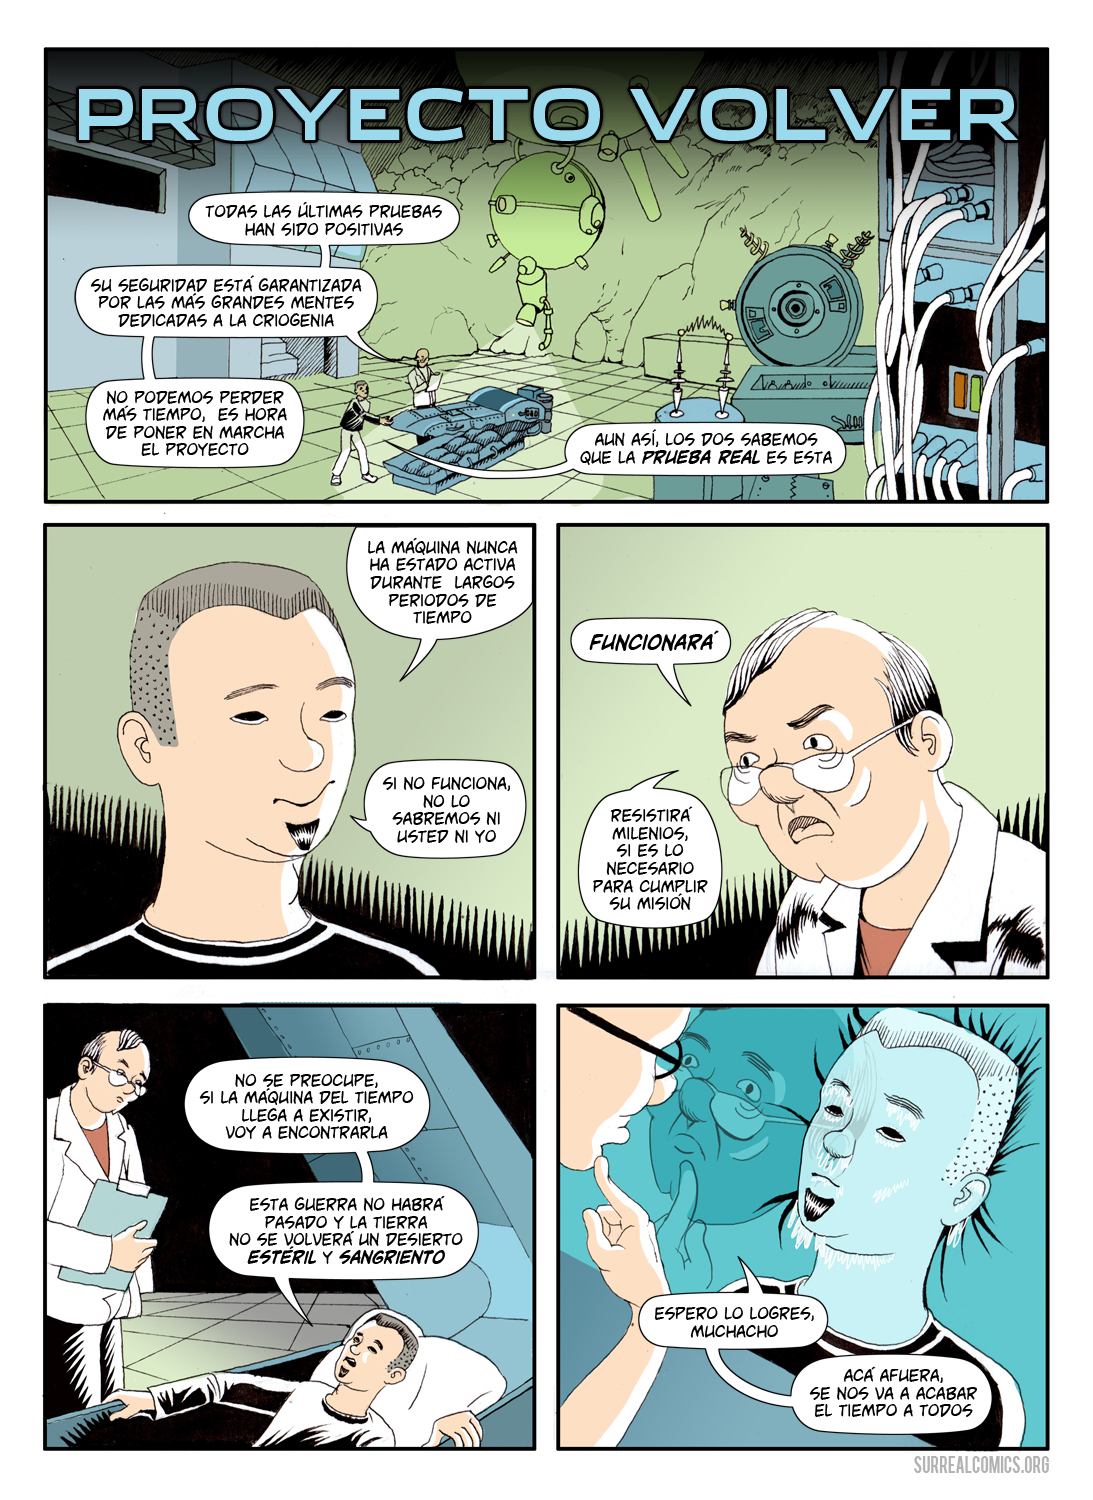 PROYECTO VOLVER
TODAS LAS ÚLTIMAS PRUEBAS
HAN SIDO POSITIVAS
SU SEGURIDAD ESTÁ GARANTIZADA
POR LAS MÁS GRANDES MENTES
DEDICADAS A LA CRIOGENIA
NO PODEMOS PERDER
MÁS TIEMPO, ES HORA
DE PONER EN MARCHA
EL PROYECTO
AUN ASÍ, LOS DOS SABEMOS
QUE LA PRUEBA REAL ES ESTA
LA MÁQUINA NUNCA
HA ESTADO ACTIVA
DURANTE LARGOS
PERIODOS DE
TIEMPO
SI NO FUNCIONA,
NO LO
SABREMOS NI
USTED NI YO
FUNCIONARÁ
RESISTIRÁ
MILENIOS,
SI ES LO
NECESARIO
PARA CUMPLIR
SU MISIÓN
NO SE PREOCUPE,
SI LA MÁQUINA DEL TIEMPO
LLEGA A EXISTIR,
VOY A ENCONTRARLA
ESTA GUERRA NO HABRÁ
PASADO Y LA TIERRA
NO SE VOLVERÁ UN DESIERTO
ESTÉRIL Y SANGRIENTO
ESPERO LO LOGRES,
MUCHACHO
ACÁ AFUERA,
SE NOS VA A ACABAR
EL TIEMPO A TODOS
SURREALCOMICS.ORG